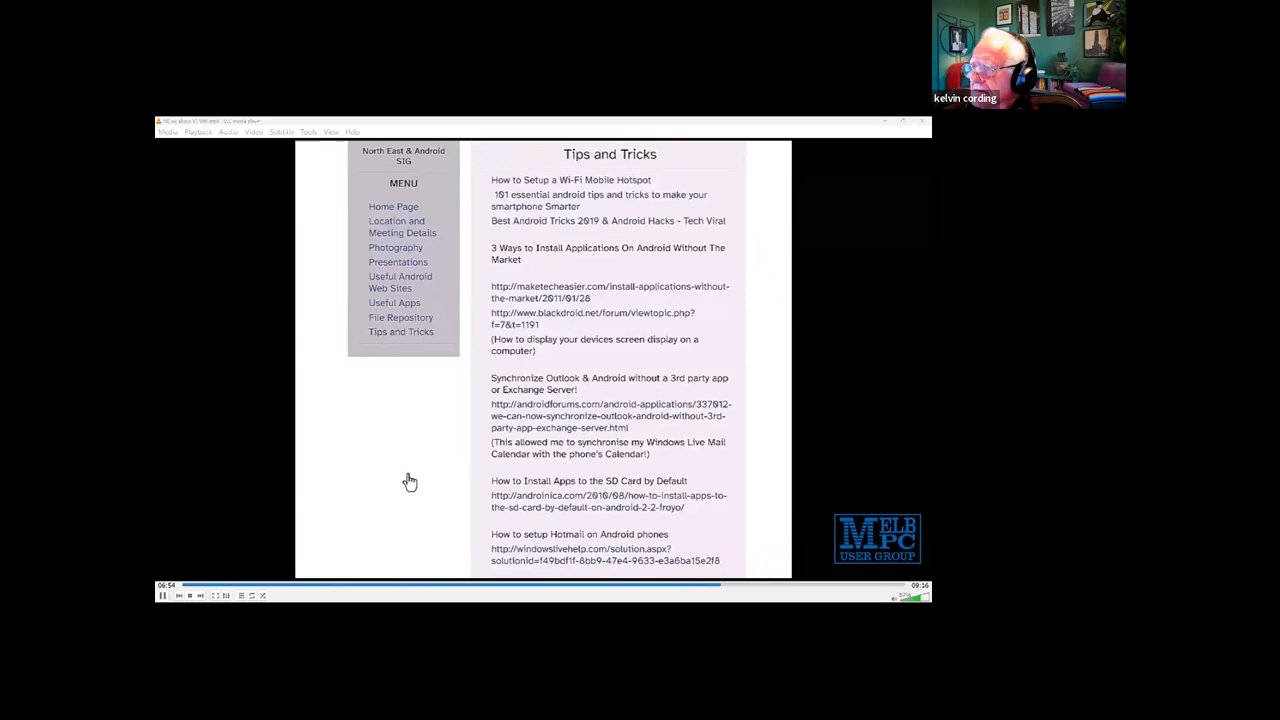 kelvin cording
Media Playback Audio Video Subtitle Tools View Help
North East & Android
SIG
MENU
Home Page
Location and
Meeting Details
Photography
Presentations
Useful Android
Web Sites
Useful Apps
File Repository
Tips and Tricks
Tips and Tricks
How to Setup a Wi-Fi Mobile Hotspot
101 essential android tips and tricks to make your
smartphone Smarter
Best Android Tricks 2019 & Android Hacks - Tech Viral
3 Ways to Install Applications On Android Without The
Market
http://maketecheasier.com/install-applications-without-
the-market/2011/01/28
http://www.blackdroid.net/forum/viewtopic.php?
f=7&t=1191
(How to display your devices screen display on a
computer)
Synchronize Outlook & Android without a 3rd party app
or Exchange Server!
http://androidforums.com/android-applications/337012-
we-can-now-synchronize-outlook-android-without-3rd-
party-app-exchange-server.html
(This allowed me to synchronise my Windows Live Mail
Calendar with the phone's Calendar!)
How to Install Apps to the SD Card by Default
http://androinica.com/2010/08/how-to-install-apps-to-
the-sd-card-by-default-on-android-2-2-froyo/
How to setup Hotmail on Android phones
http://windowslivehelp.com/solution.aspx?
solutionid=f49bdf1f-8bb9-47e4-9633-e3a6ba15e2f8
MELB
PC
USER GROUP
06:54
09:16
87%